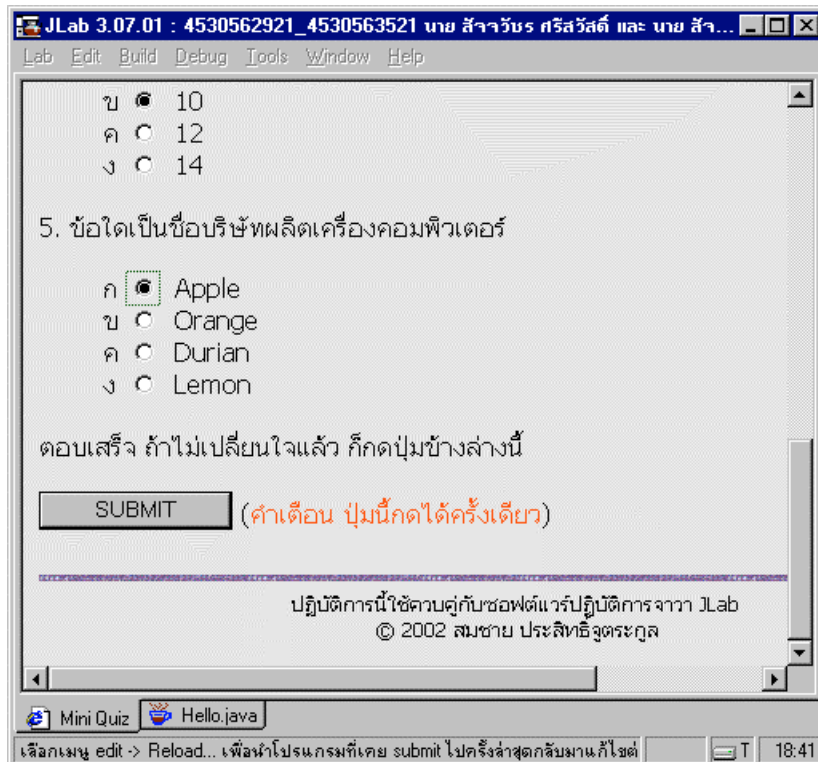 JLab 3.07.01 : 4530562921_4530563521 นาย สัจจวัชร ศรีสวัสดิ์ และ นาย สัจ...
Lab Edit Build Debug Tools Window Help
ข 10
ค 12
ง 14
5. ข้อใดเป็นชื่อบริษัทผลิตเครื่องคอมพิวเตอร์
ก Apple
ข Orange
ค Durian
ง Lemon
ตอบเสร็จ ถ้าไม่เปลี่ยนใจแล้ว ก็กดปุ่มข้างล่างนี้
SUBMIT (คำเตือน ปุ่มนี้กดได้ครั้งเดียว)
ปฏิบัติการนี้ใช้ควบคู่กับซอฟต์แวร์ปฏิบัติการจาวา JLab
© 2002 สมชาย ประสิทธิ์จูตระกูล
Mini Quiz Hello.java
เลือกเมนู edit -> Reload... เพื่อนำโปรแกรมที่เคย submit ไปครั้งล่าสุดกลับมาแก้ไขต่ T 18:41